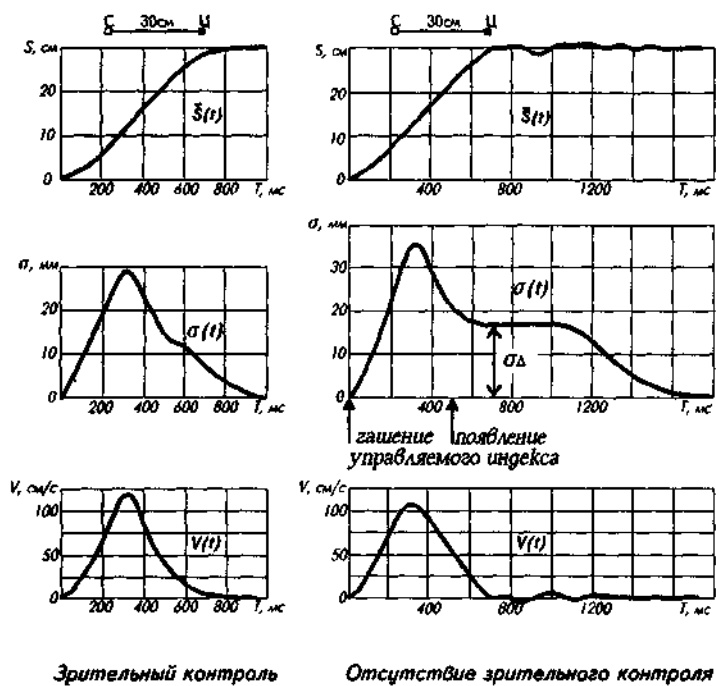 С 30см Ц
S, см
20
10
0
S̄(t)
200 400 600 800 T, мс
С 30см Ц
S, см
20
10
0
S̄(t)
400 800 1200 T, мс
σ, мм
20
10
0
σ(t)
200 400 600 800 T, мс
σ, мм
30
20
10
0
σ(t)
σΔ
400 800 1200 T, мс
гашение появление
управляемого индекса
V, см/с
100
50
0
V(t)
200 400 600 800 T, мс
V, см/с
100
50
0
V(t)
400 800 1200 T, мс
Зрительный контроль
Отсутствие зрительного контроля